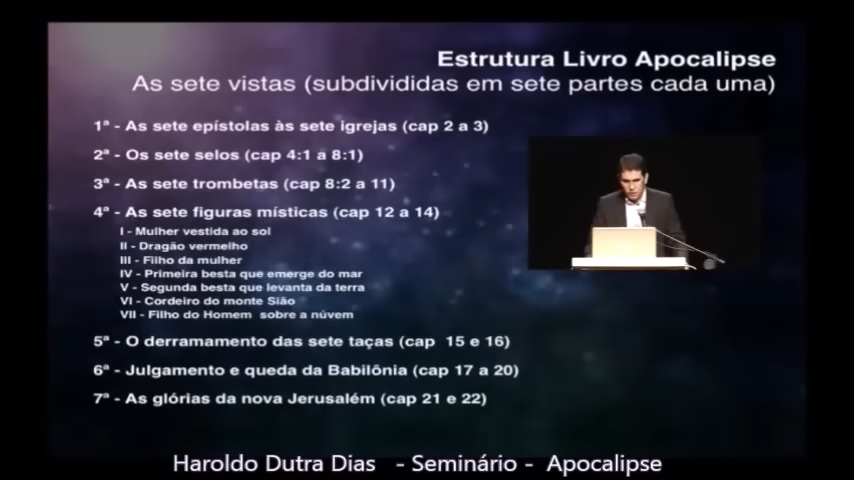 Estrutura Livro Apocalipse
As sete vistas (subdivididas em sete partes cada uma)
1ª - As sete epístolas às sete igrejas (cap 2 a 3)
2ª - Os sete selos (cap 4:1 a 8:1)
3ª - As sete trombetas (cap 8:2 a 11)
4ª - As sete figuras místicas (cap 12 a 14)
I - Mulher vestida ao sol
II - Dragão vermelho
III - Filho da mulher
IV - Primeira besta que emerge do mar
V - Segunda besta que levanta da terra
VI - Cordeiro do monte Sião
VII - Filho do Homem sobre a núvem
5ª - O derramamento das sete taças (cap 15 e 16)
6ª - Julgamento e queda da Babilônia (cap 17 a 20)
7ª - As glórias da nova Jerusalém (cap 21 e 22)
Haroldo Dutra Dias - Seminário - Apocalipse